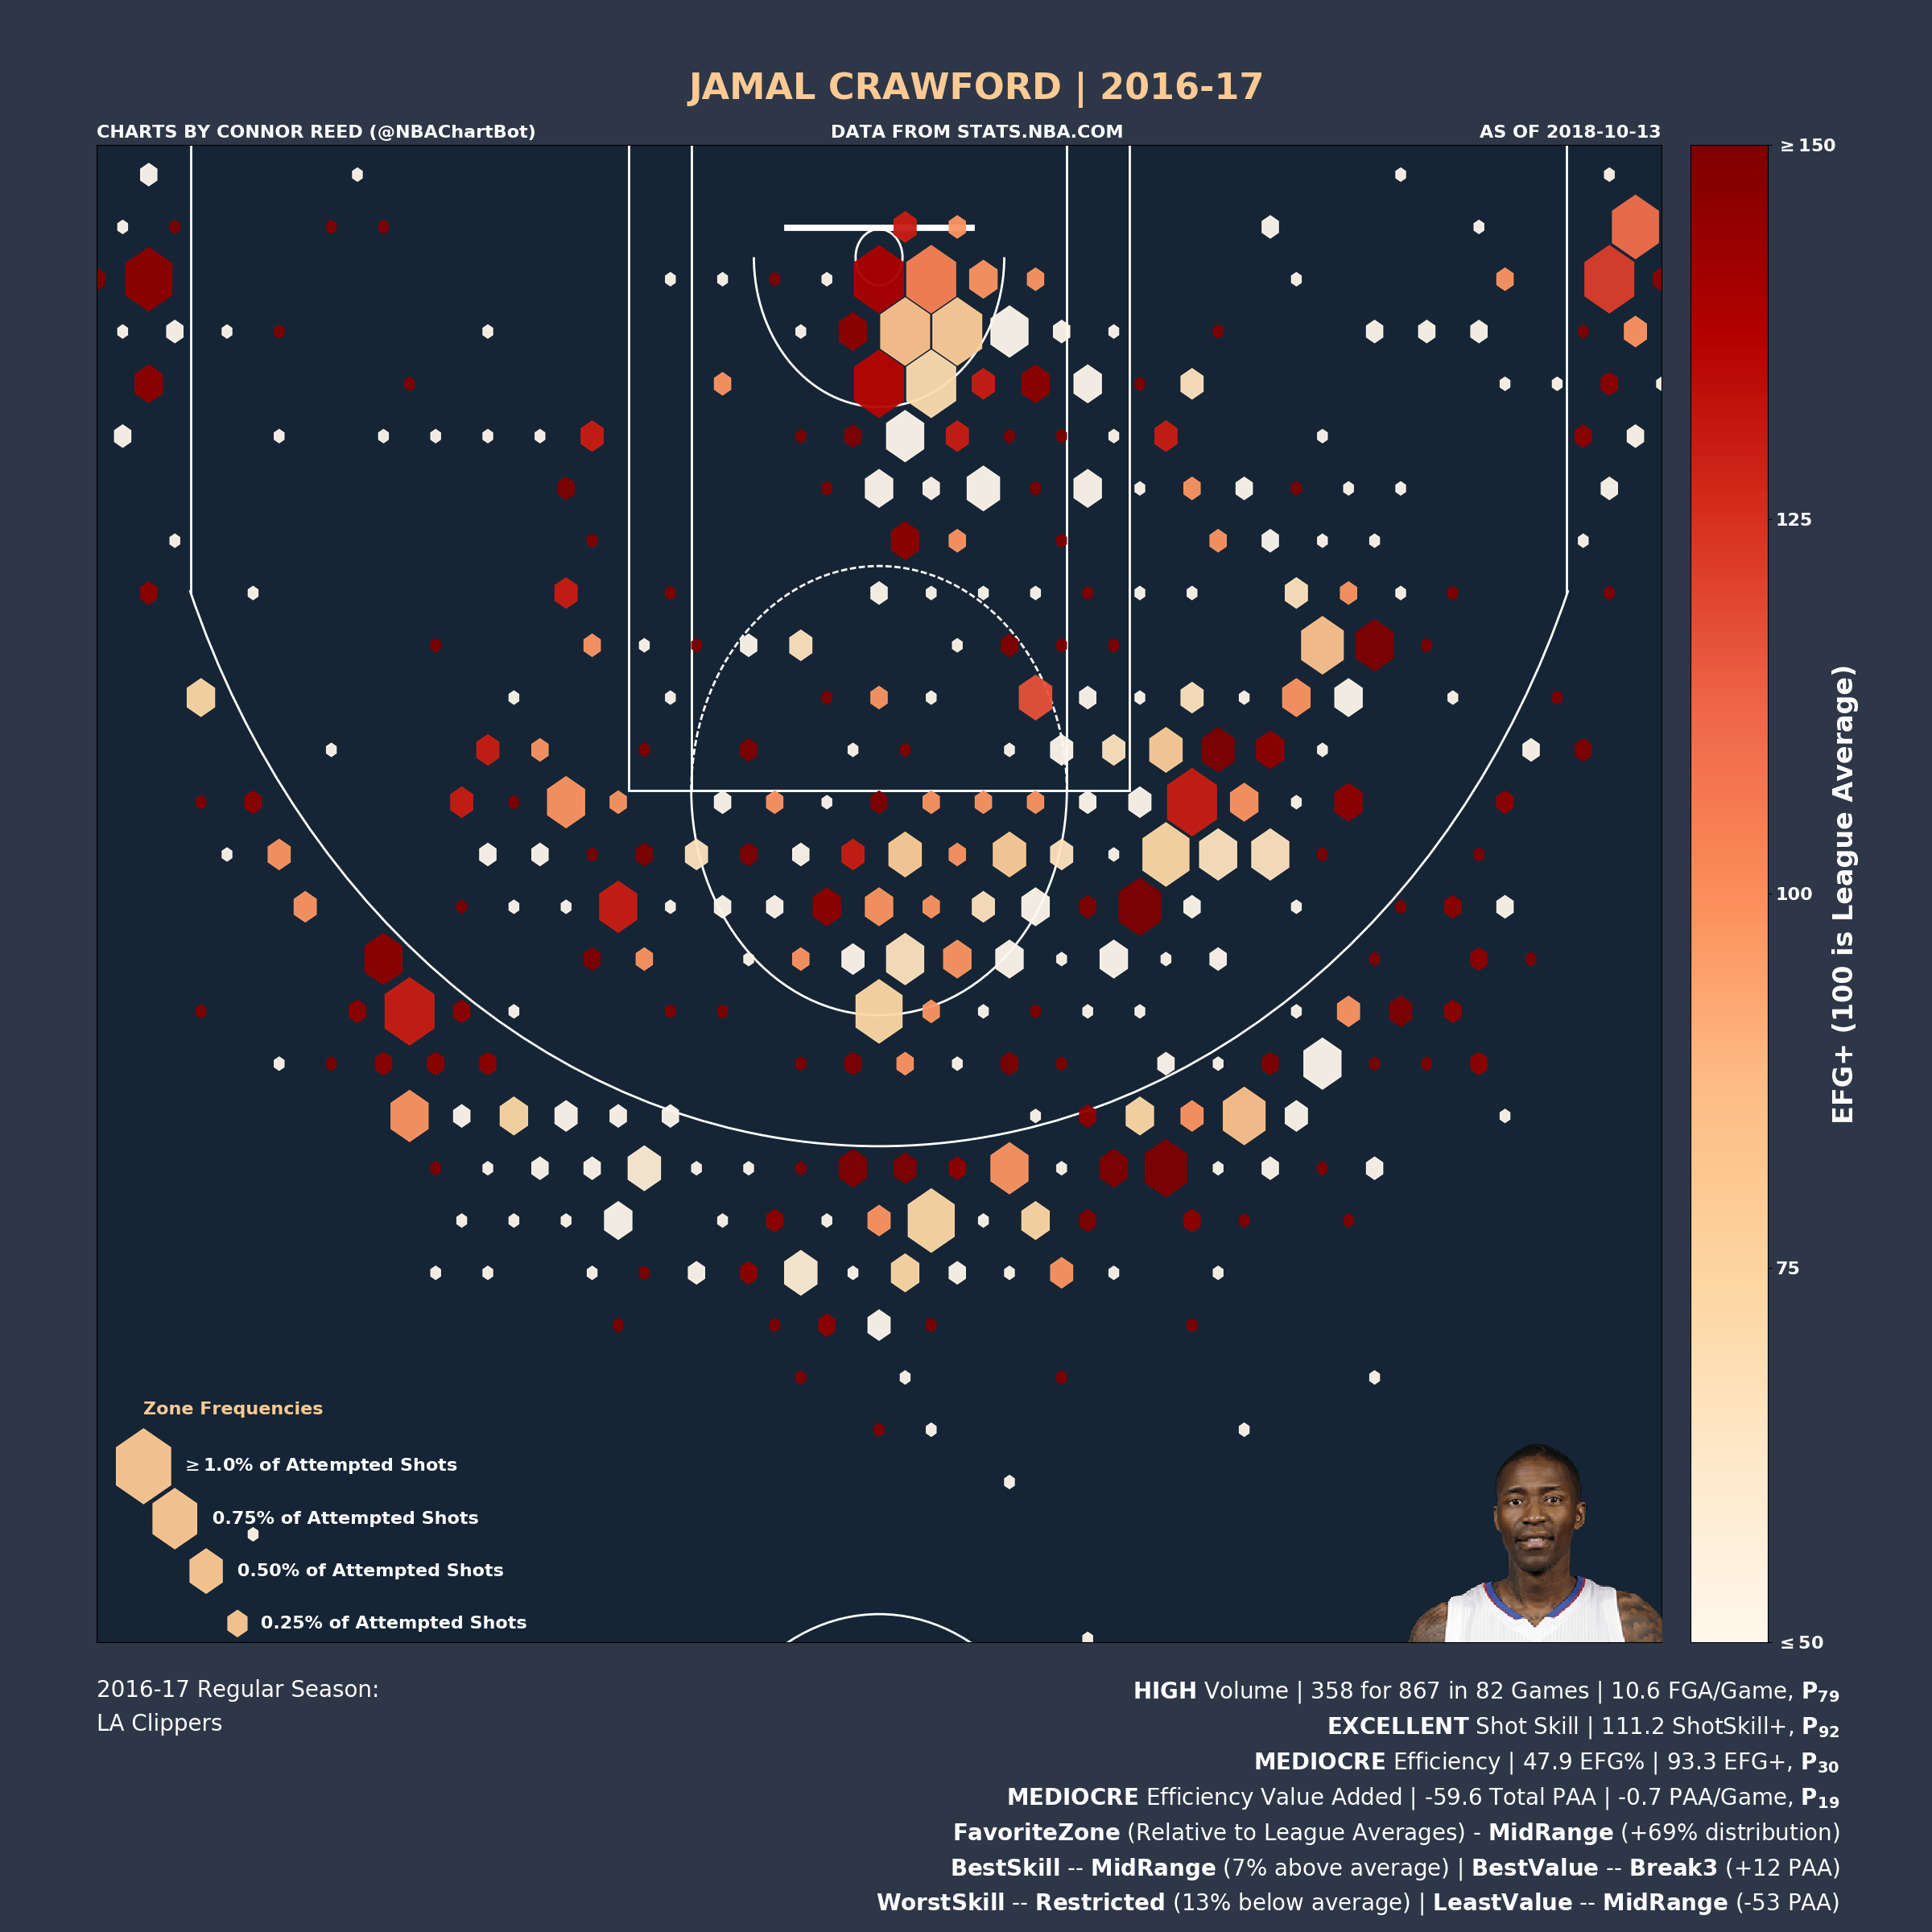 JAMAL CRAWFORD | 2016-17
CHARTS BY CONNOR REED (@NBAChartBot)
DATA FROM STATS.NBA.COM
AS OF 2018-10-13
≥ 150
125
100
75
≤ 50
EFG+ (100 is League Average)
Zone Frequencies
≥ 1.0% of Attempted Shots
0.75% of Attempted Shots
0.50% of Attempted Shots
0.25% of Attempted Shots
2016-17 Regular Season:
LA Clippers
HIGH Volume | 358 for 867 in 82 Games | 10.6 FGA/Game, P79
EXCELLENT Shot Skill | 111.2 ShotSkill+, P92
MEDIOCRE Efficiency | 47.9 EFG% | 93.3 EFG+, P30
MEDIOCRE Efficiency Value Added | -59.6 Total PAA | -0.7 PAA/Game, P19
FavoriteZone (Relative to League Averages) - MidRange (+69% distribution)
BestSkill -- MidRange (7% above average) | BestValue -- Break3 (+12 PAA)
WorstSkill -- Restricted (13% below average) | LeastValue -- MidRange (-53 PAA)